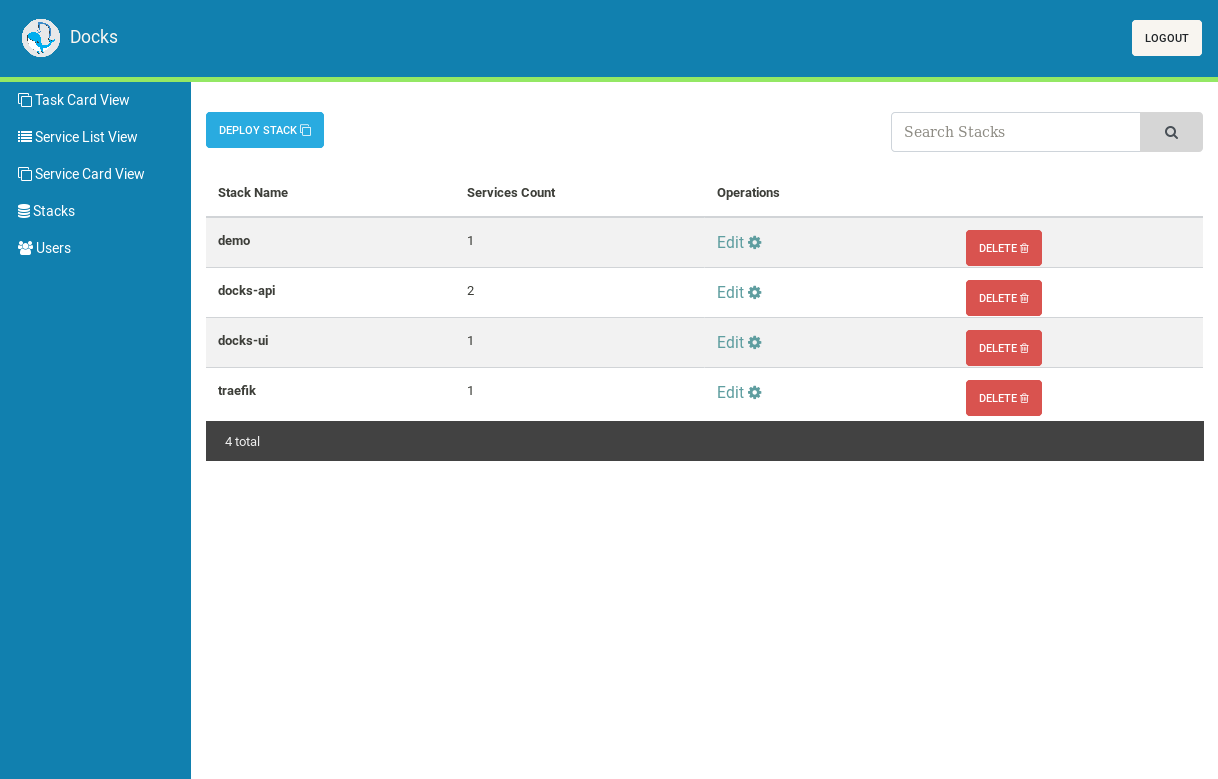 Docks
LOGOUT
Task Card View
Service List View
Service Card View
Stacks
Users
DEPLOY STACK
Search Stacks
Stack Name Services Count Operations
demo 1 Edit DELETE
docks-api 2 Edit DELETE
docks-ui 1 Edit DELETE
traefik 1 Edit DELETE
4 total